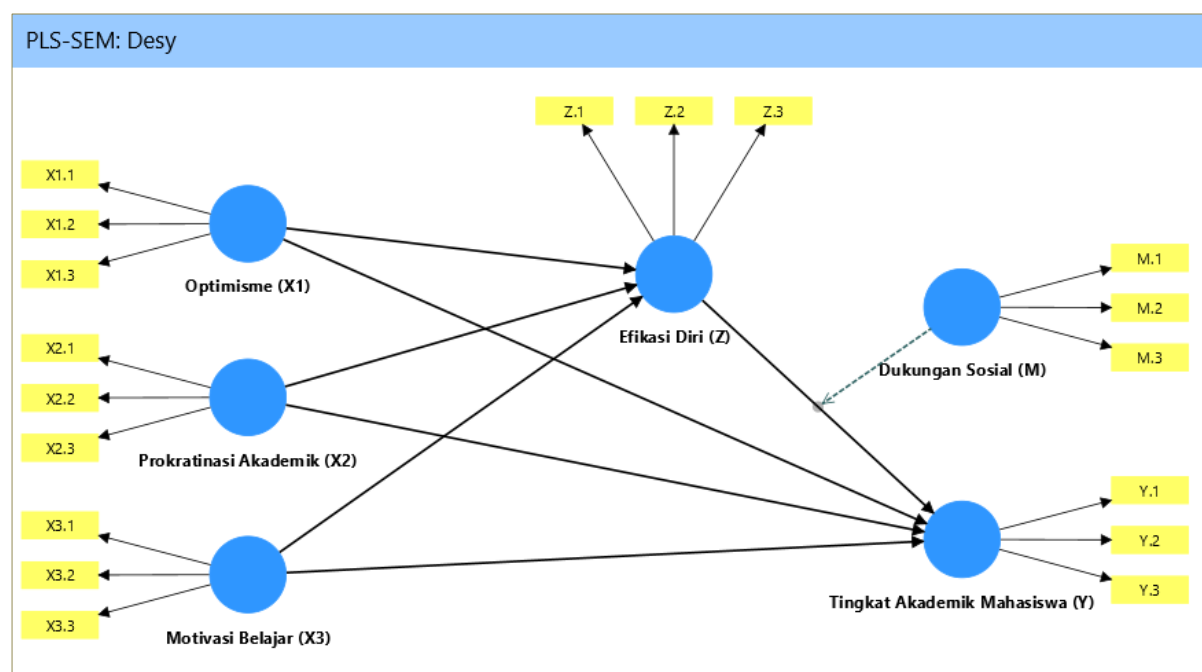 PLS-SEM: Desy
Z.1
Z.2
Z.3
X1.1
X1.2
X1.3
Optimisme (X1)
Efikasi Diri (Z)
M.1
M.2
M.3
Dukungan Sosial (M)
X2.1
X2.2
X2.3
Prokratinasi Akademik (X2)
X3.1
X3.2
X3.3
Motivasi Belajar (X3)
Y.1
Y.2
Y.3
Tingkat Akademik Mahasiswa (Y)